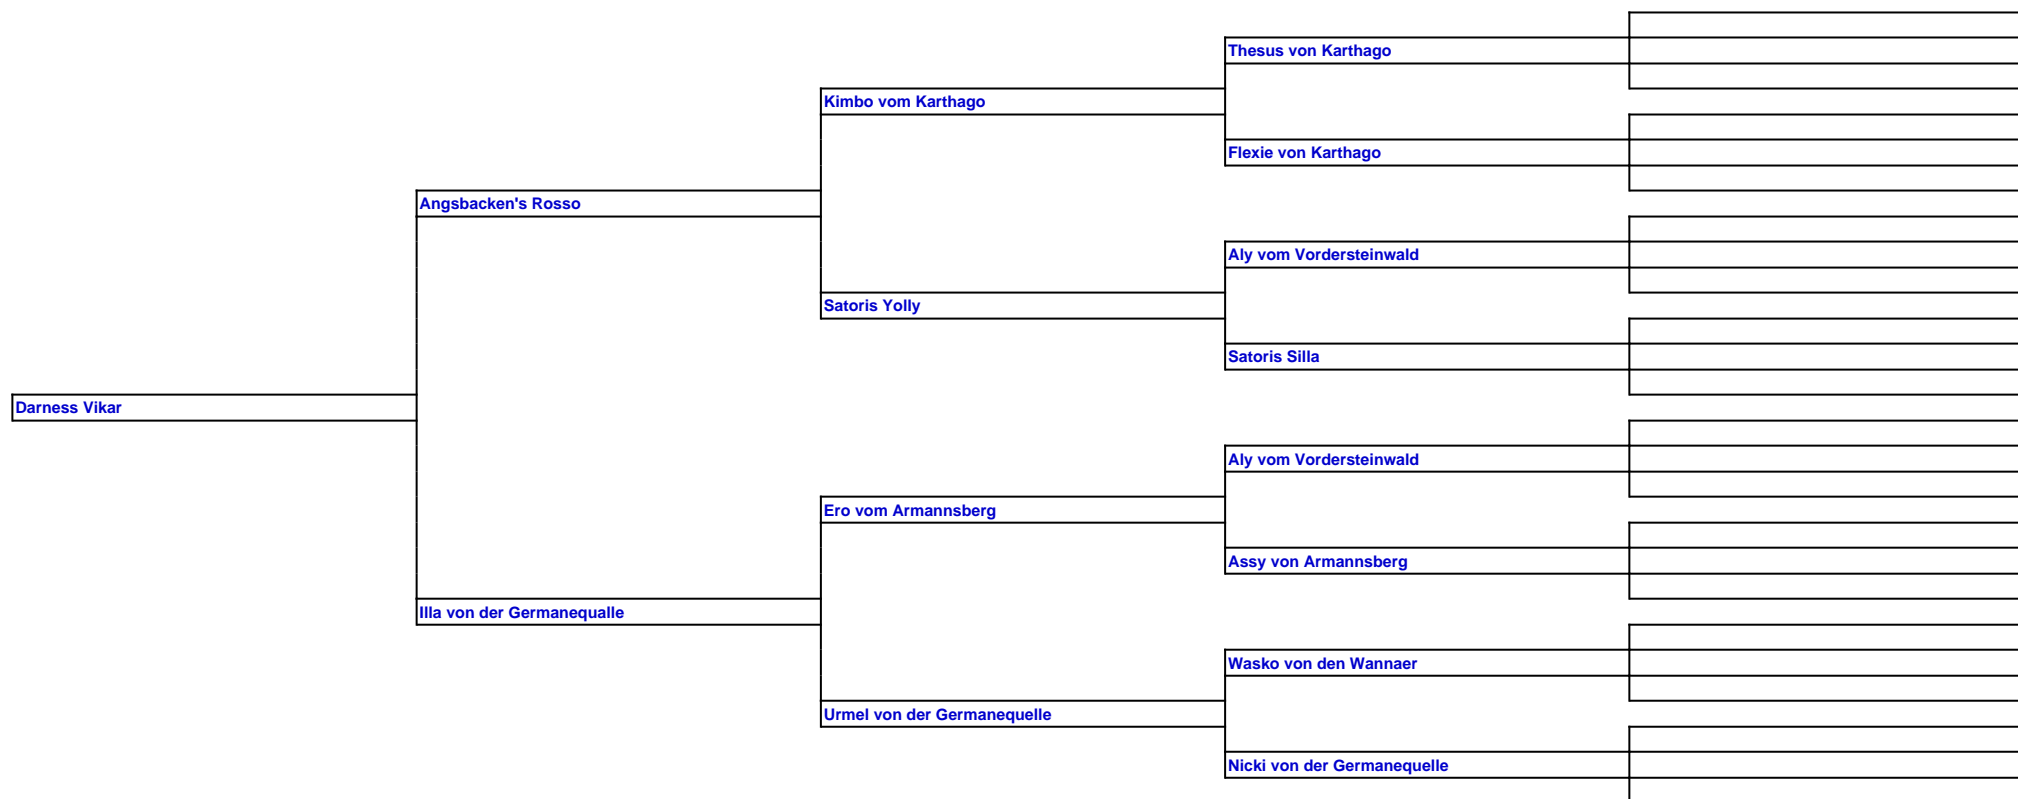 Thesus von Karthago
Kimbo vom Karthago
Flexie von Karthago
Angsbacken's Rosso
Aly vom Vordersteinwald
Satoris Yolly
Satoris Silla
Darness Vikar
Aly vom Vordersteinwald
Ero vom Armannsberg
Assy von Armannsberg
Illa von der Germanequalle
Wasko von den Wannaer
Urmel von der Germanequelle
Nicki von der Germanequelle